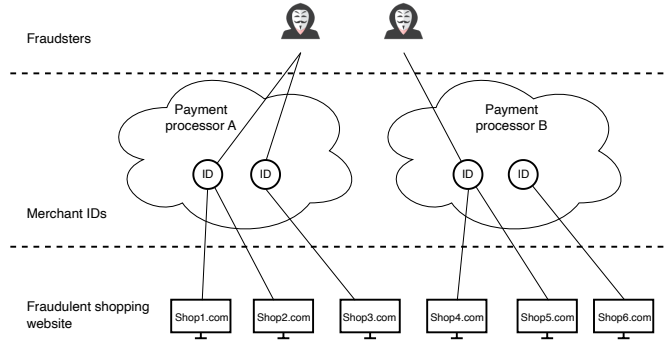 Fraudsters
Payment
processor A
Payment
processor B
ID
ID
ID
ID
Merchant IDs
Fraudulent shopping
website
Shop1.com
Shop2.com
Shop3.com
Shop4.com
Shop5.com
Shop6.com